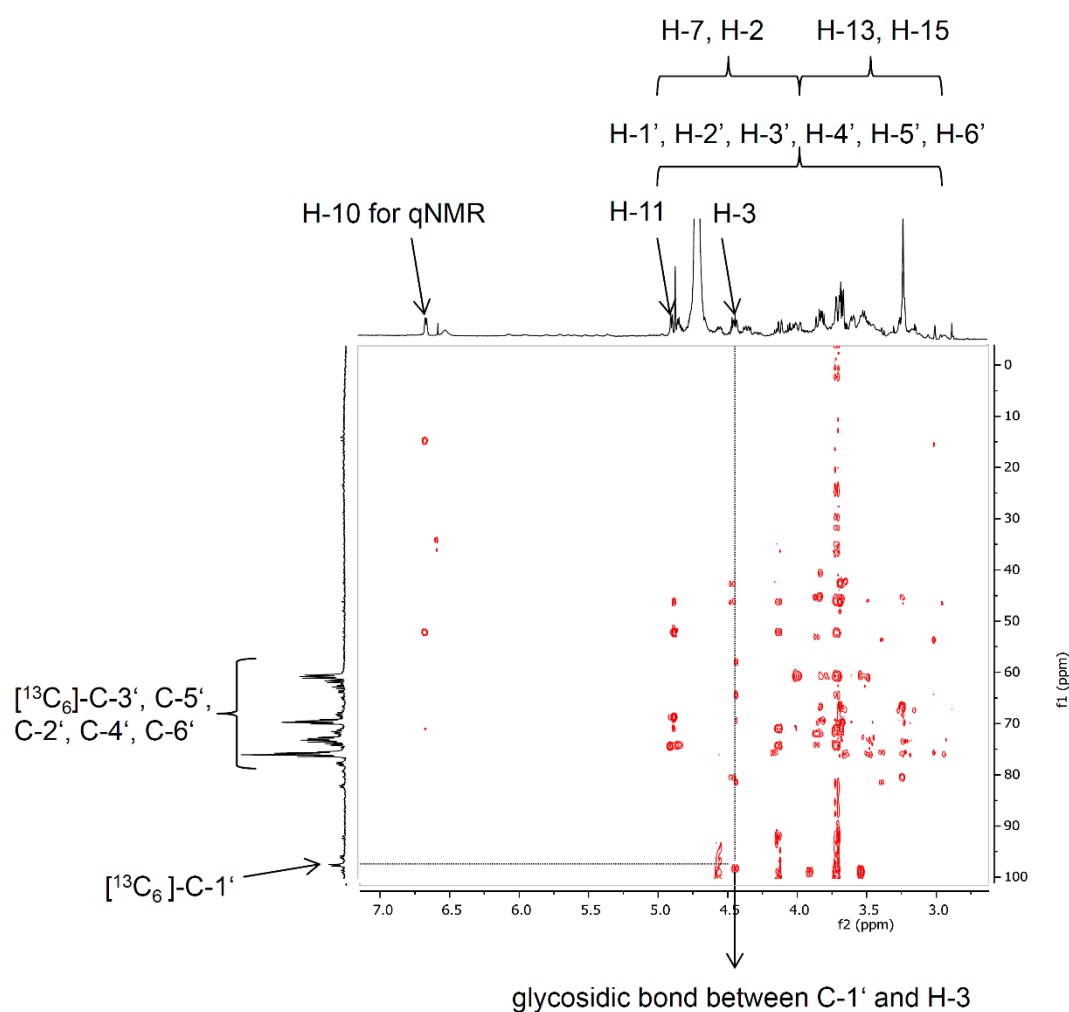 H-7, H-2
H-13, H-15
H-1’, H-2’, H-3’, H-4’, H-5’, H-6’
H-10 for qNMR
H-11
H-3
0
10
20
30
40
50
60
70
80
90
100
f1 (ppm)
[¹³C₆]-C-3‘, C-5‘,
C-2‘, C-4‘, C-6‘
[¹³C₆]-C-1‘
7.0 6.5 6.0 5.5 5.0 4.5 4.0 3.5 3.0
f2 (ppm)
glycosidic bond between C-1‘ and H-3